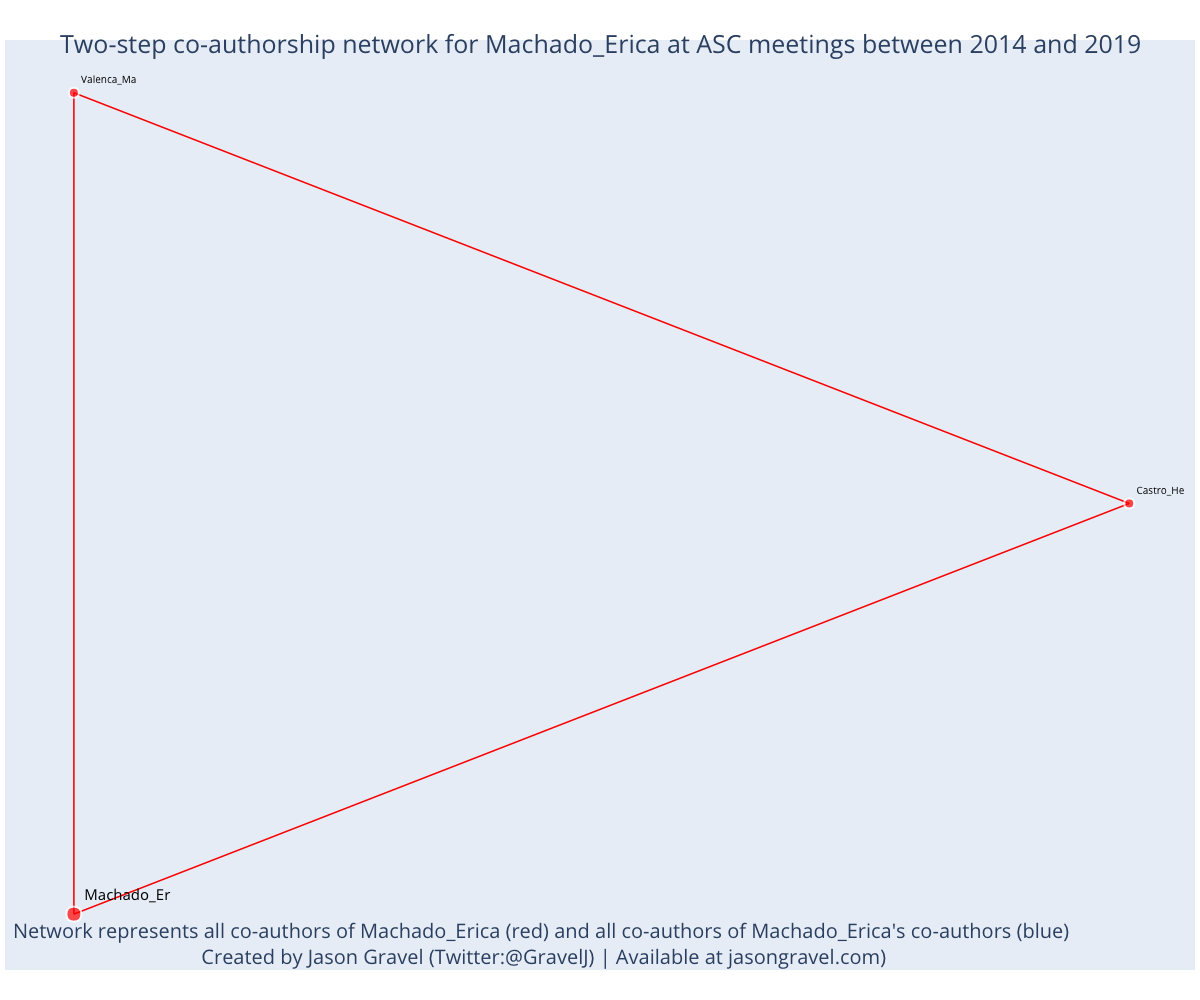 Two-step co-authorship network for Machado_Erica at ASC meetings between 2014 and 2019
Valenca_Ma
Castro_He
Machado_Er
Network represents all co-authors of Machado_Erica (red) and all co-authors of Machado_Erica's co-authors (blue)
Created by Jason Gravel (Twitter:@GravelJ) | Available at jasongravel.com)